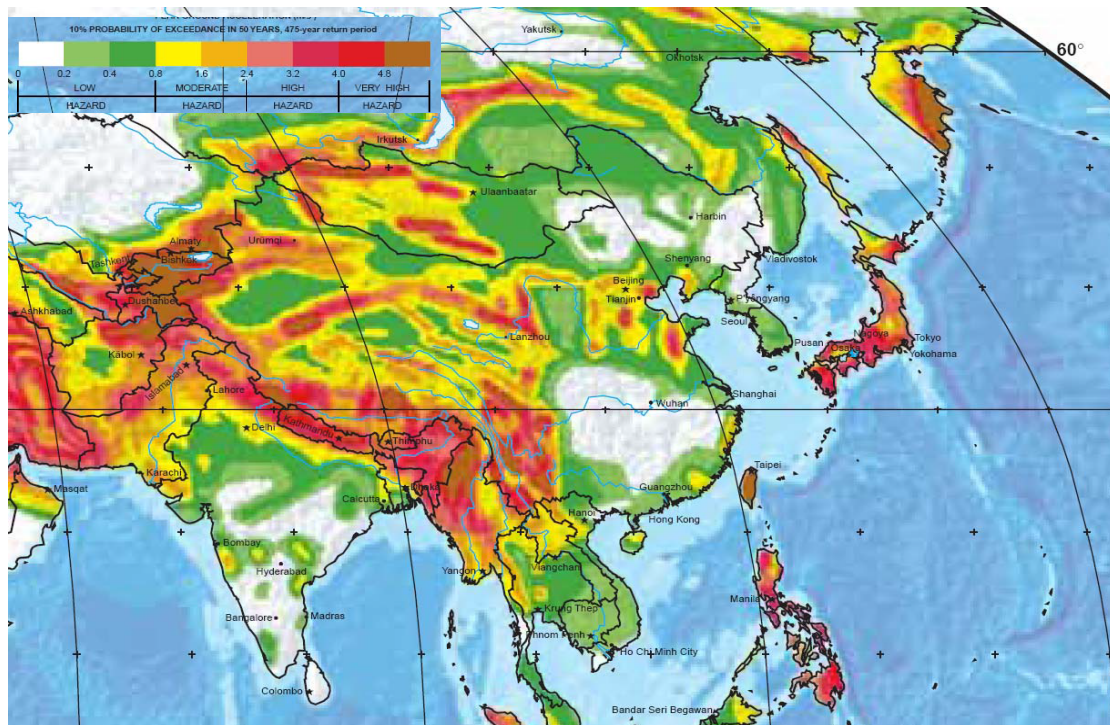 PEAK GROUND ACCELERATION (m/s²)
10% PROBABILITY OF EXCEEDANCE IN 50 YEARS, 475-year return period
0 0.2 0.4 0.8 1.6 2.4 3.2 4.0 4.8
LOW MODERATE HIGH VERY HIGH
HAZARD HAZARD HAZARD HAZARD
Yakutsk
Okhotsk
60°
Irkutsk
Ulaanbaatar
Harbin
Almaty
Urumqi
Tashkent
Bishkek
Shenyang
Vladivostok
Beijing
Tianjin
P'yongyang
Dushanbe
Ashkhabad
Seoul
Lanzhou
Pusan
Nagoya
Tokyo
Osaka
Yokohama
Kabol
Islamabad
Lahore
Shanghai
Wuhan
Delhi
Kathmandu
Thimphu
Taipei
Karachi
Masqat
Dhaka
Calcutta
Guangzhou
Hanoi
Hong Kong
Bombay
Viangchan
Hyderabad
Yangon
Manila
Krung Thep
Bangalore
Madras
Phnom Penh
Ho Chi Minh City
Colombo
Bandar Seri Begawan